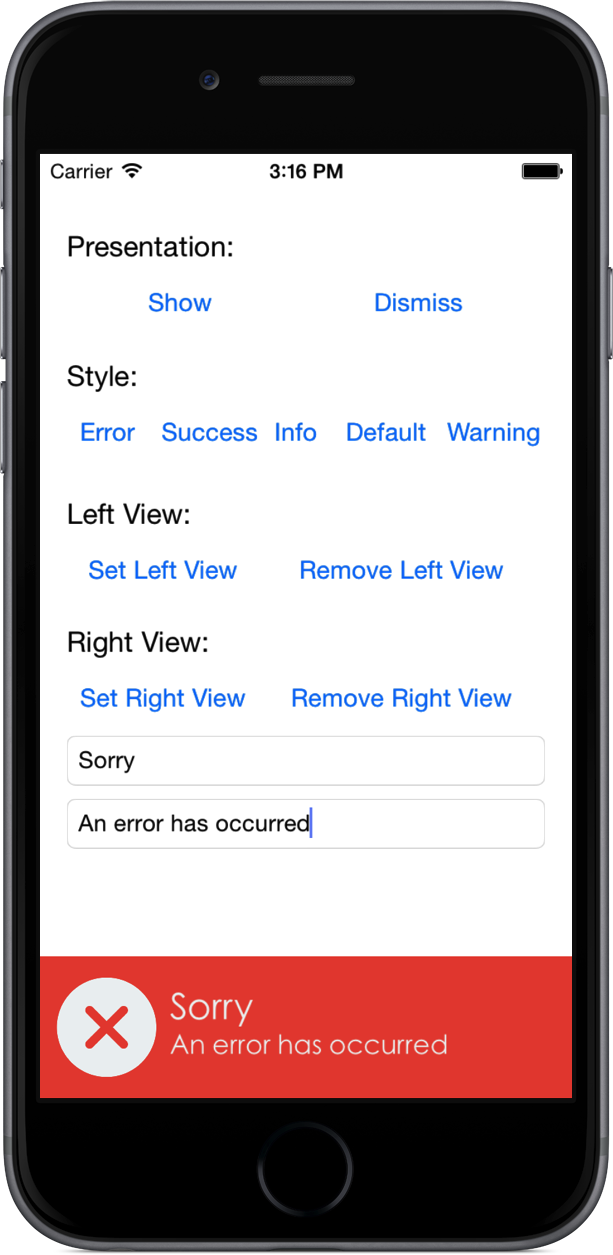 Carrier 3:16 PM
Presentation:
Show Dismiss
Style:
Error Success Info Default Warning
Left View:
Set Left View Remove Left View
Right View:
Set Right View Remove Right View
Sorry
An error has occurred
Sorry
An error has occurred